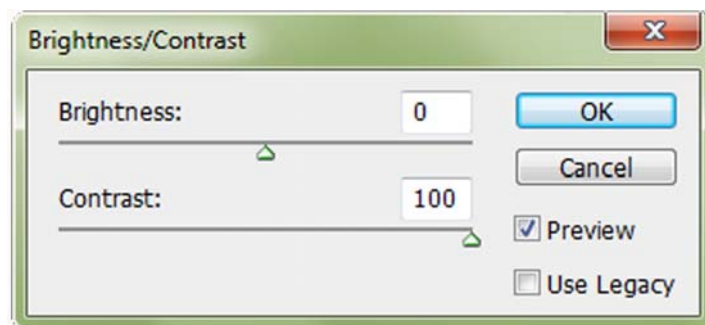 Brightness/Contrast
X
Brightness: 0
OK
Cancel
Contrast: 100
Preview
Use Legacy